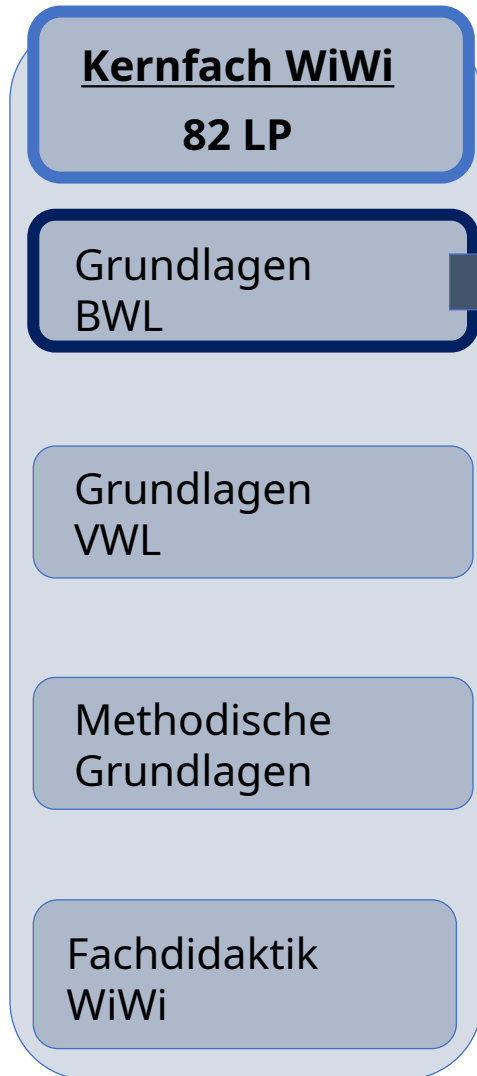 Kernfach WiWi
82 LP
Grundlagen
BWL
Grundlagen
VWL
Methodische
Grundlagen
Fachdidaktik
WiWi